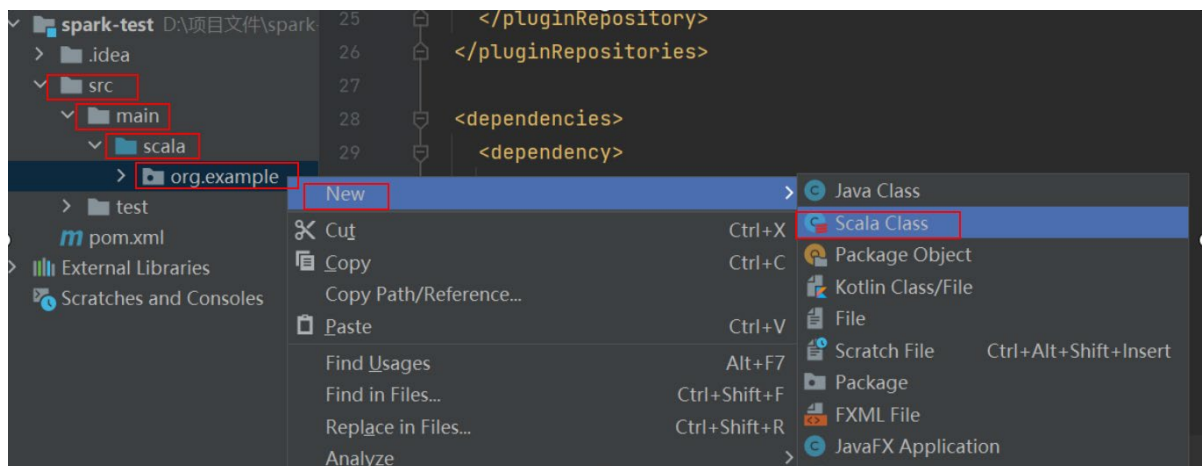 spark-test D:\项目文件\spark-
.idea
src
main
scala
org.example
test
pom.xml
External Libraries
Scratches and Consoles
25 </pluginRepository>
26 </pluginRepositories>
27
28 <dependencies>
29 <dependency>
New
Cut Ctrl+X
Copy Ctrl+C
Copy Path/Reference...
Paste Ctrl+V
Find Usages Alt+F7
Find in Files... Ctrl+Shift+F
Replace in Files... Ctrl+Shift+R
Analyze
Java Class
Scala Class
Package Object
Kotlin Class/File
File
Scratch File Ctrl+Alt+Shift+Insert
Package
FXML File
JavaFX Application